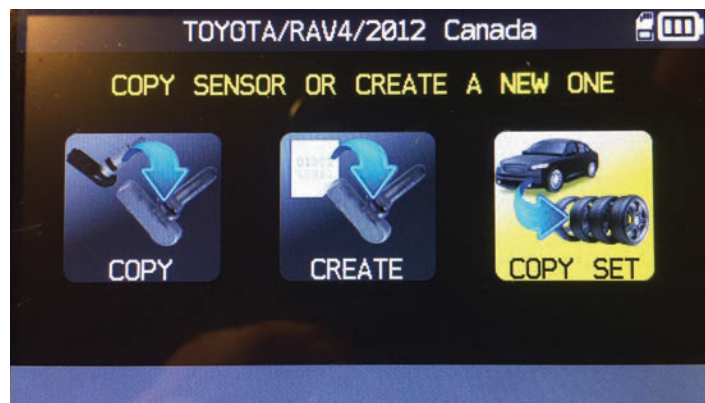 TOYOTA/RAV4/2012 Canada
COPY SENSOR OR CREATE A NEW ONE
COPY
CREATE
COPY SET